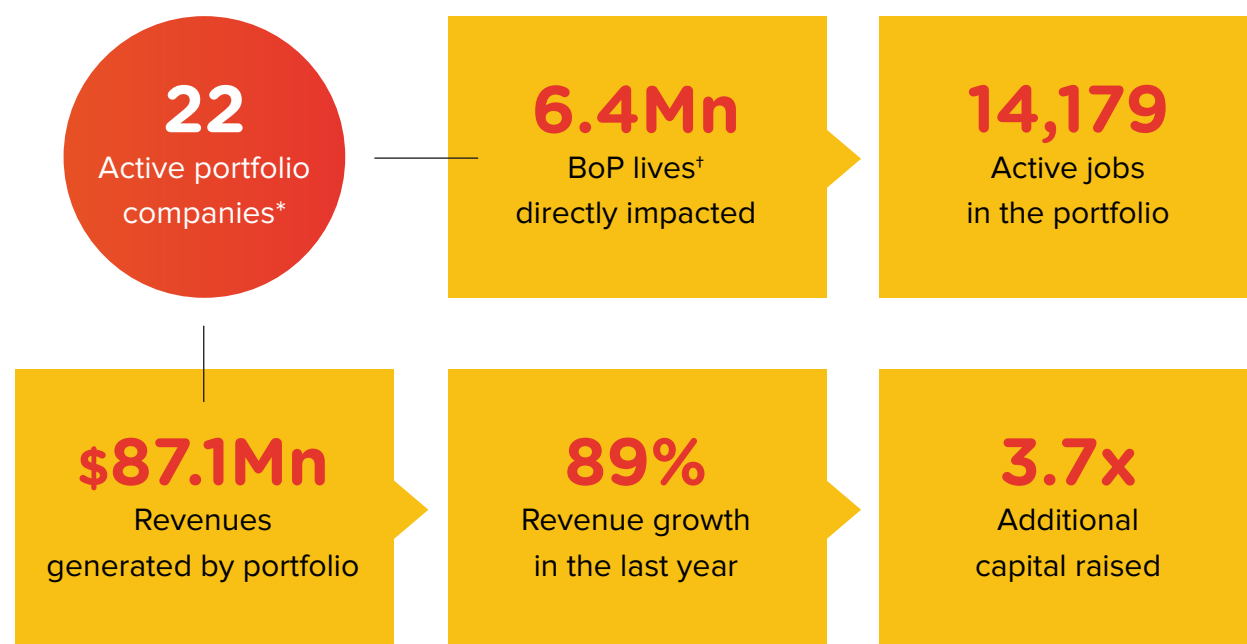 22
Active portfolio
companies*
6.4Mn
BoP lives†
directly impacted
14,179
Active jobs
in the portfolio
$87.1Mn
Revenues
generated by portfolio
89%
Revenue growth
in the last year
3.7x
Additional
capital raised